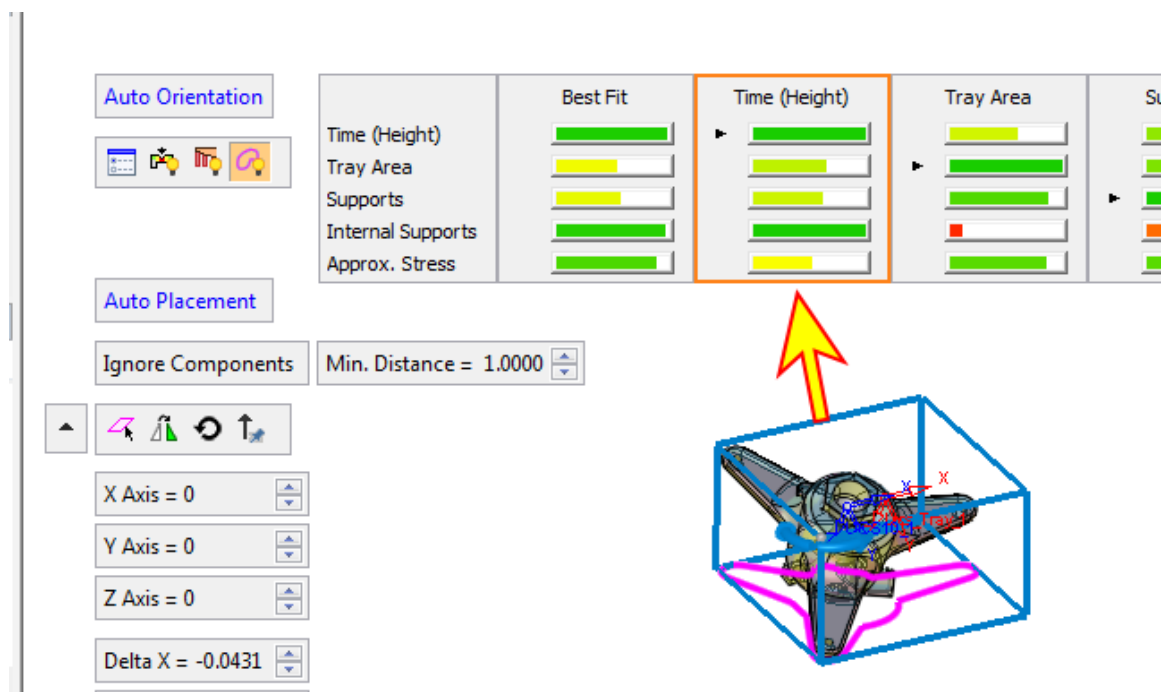 Auto Orientation
Best Fit
Time (Height)
Tray Area
Su
Time (Height)
Tray Area
Supports
Internal Supports
Approx. Stress
Auto Placement
Ignore Components
Min. Distance = 1.0000
X Axis = 0
Y Axis = 0
Z Axis = 0
Delta X = -0.0431
X
X
Y
Y